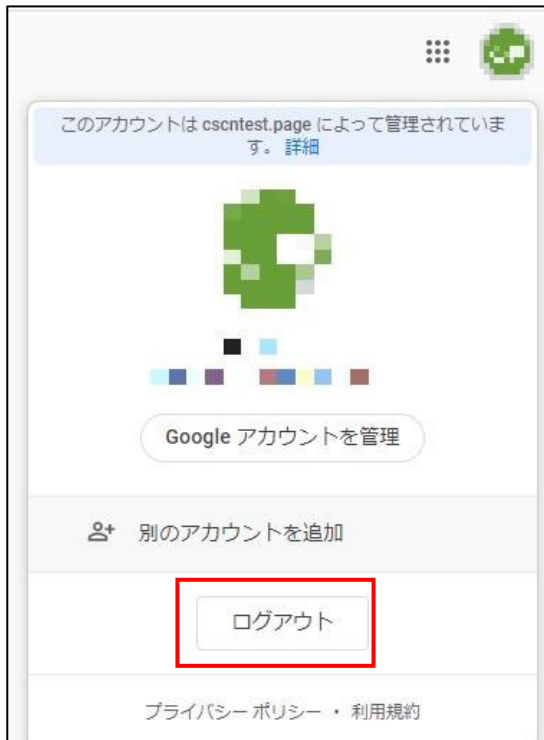 このアカウントは cscntest.page によって管理されていま
す。 詳細
Google アカウントを管理
別のアカウントを追加
ログアウト
プライバシー ポリシー ・ 利用規約